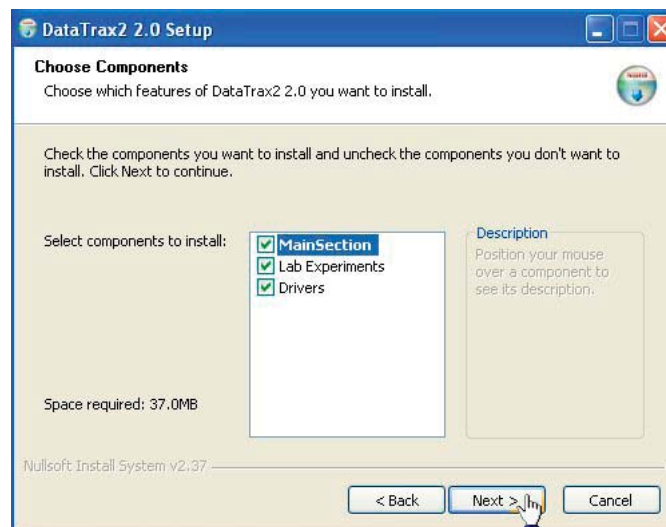 DataTrax2 2.0 Setup
Choose Components
Choose which features of DataTrax2 2.0 you want to install.
Check the components you want to install and uncheck the components you don't want to
install. Click Next to continue.
Select components to install:
MainSection
Lab Experiments
Drivers
Description
Position your mouse
over a component to
see its description.
Space required: 37.0MB
Nullsoft Install System v2.37
< Back
Next >
Cancel